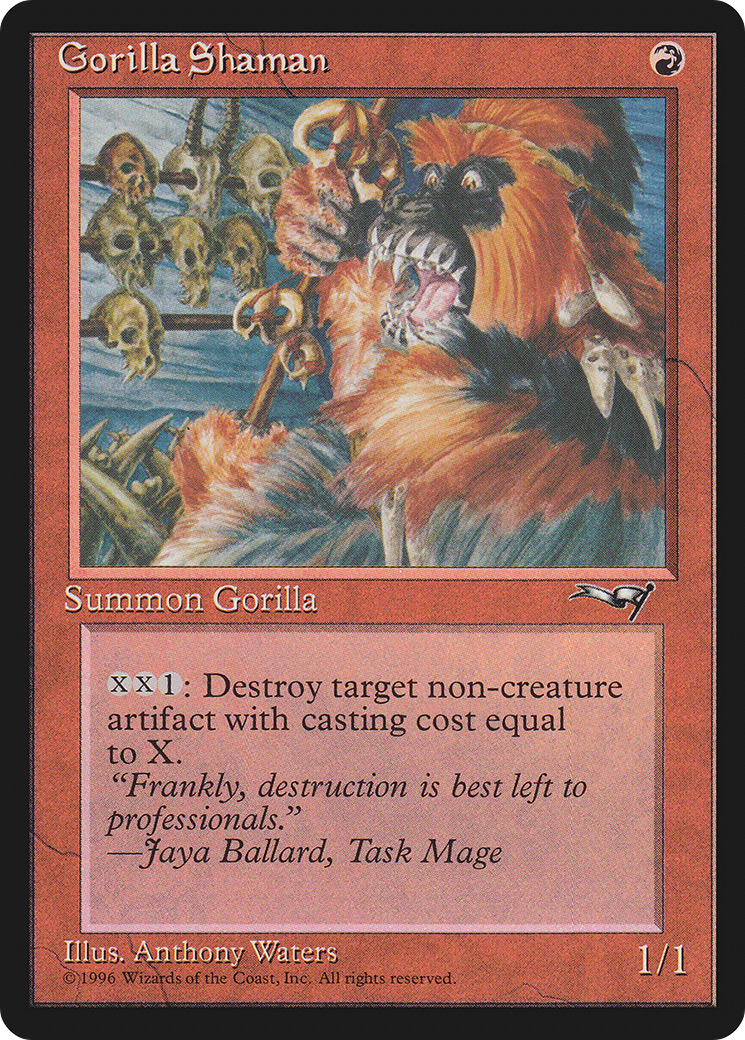 Gorilla Shaman
Summon Gorilla
XX1: Destroy target non-creature
artifact with casting cost equal
to X.
“Frankly, destruction is best left to
professionals.”
—Jaya Ballard, Task Mage
Illus. Anthony Waters
1/1
©1996 Wizards of the Coast, Inc. All rights reserved.